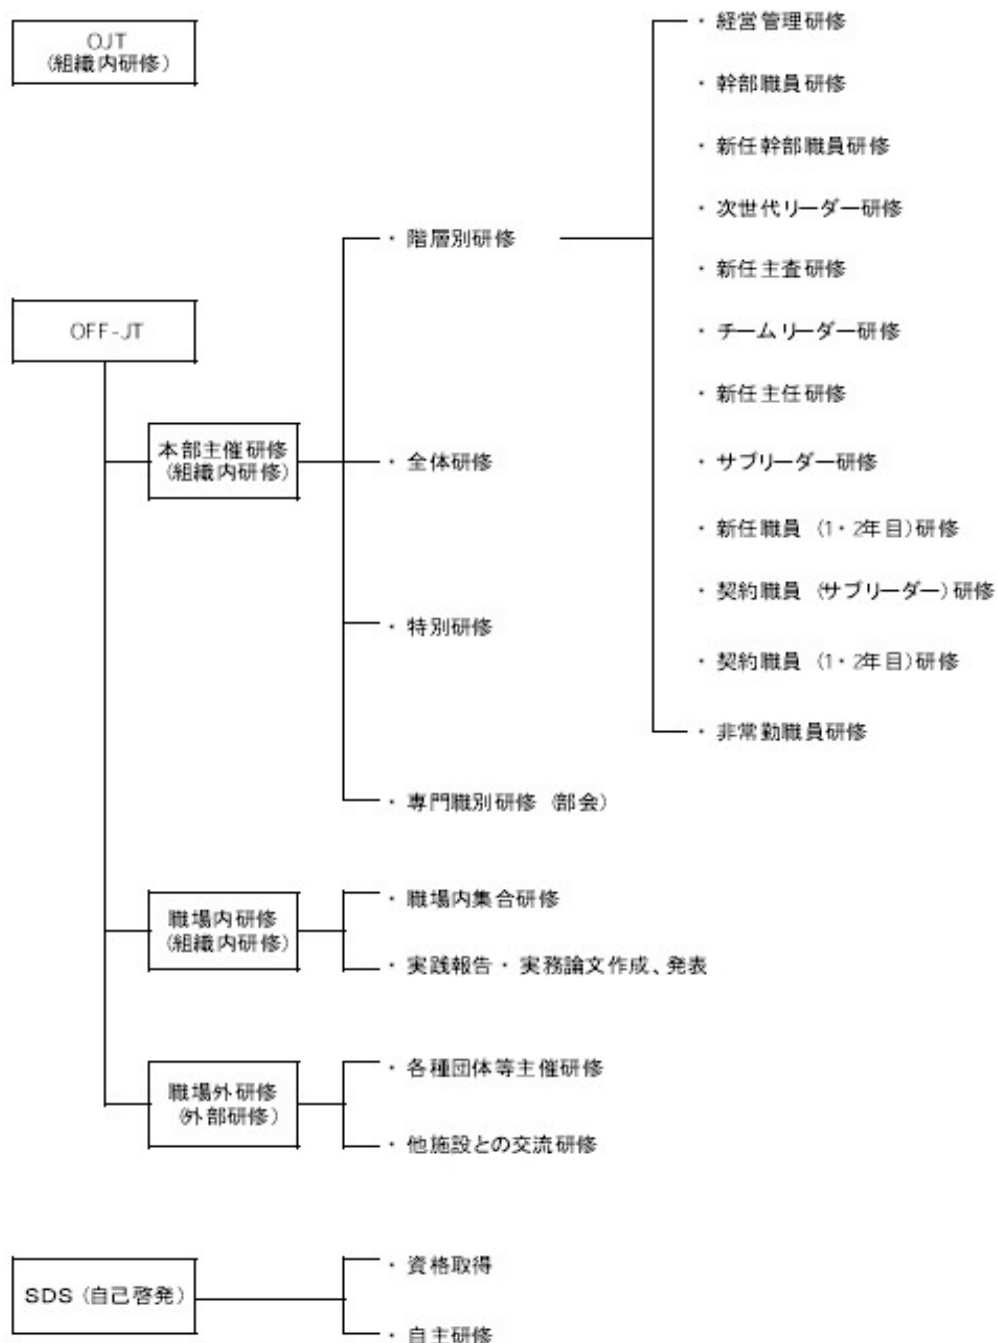 OJT
(組織内研修)
OFF-JT
本部主催研修
(組織内研修)
・階層別研修
・経営管理研修
・幹部職員研修
・新任幹部職員研修
・次世代リーダー研修
・新任主査研修
・チームリーダー研修
・新任主任研修
・サブリーダー研修
・新任職員 (1・2年目)研修
・契約職員 (サブリーダー)研修
・契約職員 (1・2年目)研修
・非常勤職員研修
・全体研修
・特別研修
・専門職別研修 (部会)
職場内研修
(組織内研修)
・職場内集合研修
・実践報告・実務論文作成、発表
職場外研修
(外部研修)
・各種団体等主催研修
・他施設との交流研修
SDS (自己啓発)
・資格取得
・自主研修